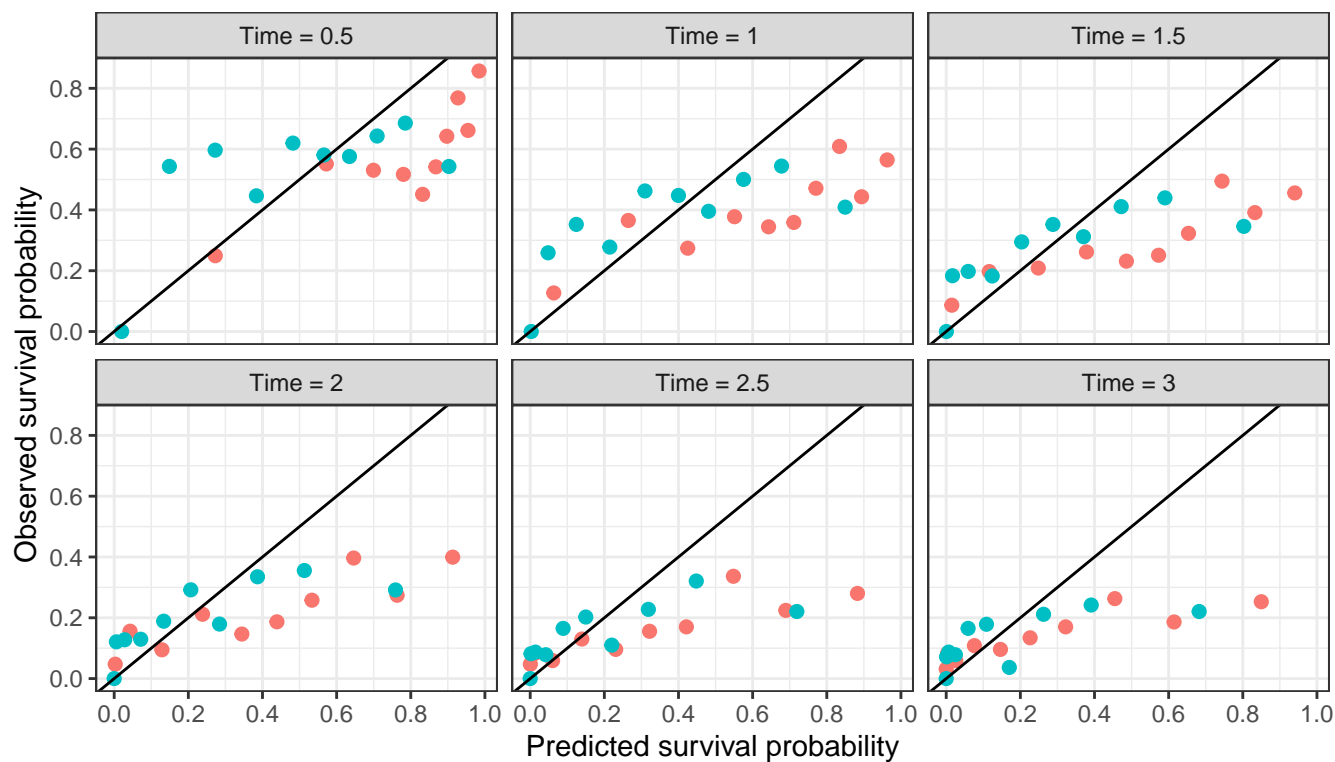 Time = 0.5
Time = 1
Time = 1.5
0.8
0.6
0.4
0.2
0.0
Time = 2
Time = 2.5
Time = 3
0.8
0.6
0.4
0.2
0.0
0.0 0.2 0.4 0.6 0.8 1.0
0.0 0.2 0.4 0.6 0.8 1.0
0.0 0.2 0.4 0.6 0.8 1.0
Predicted survival probability
Observed survival probability